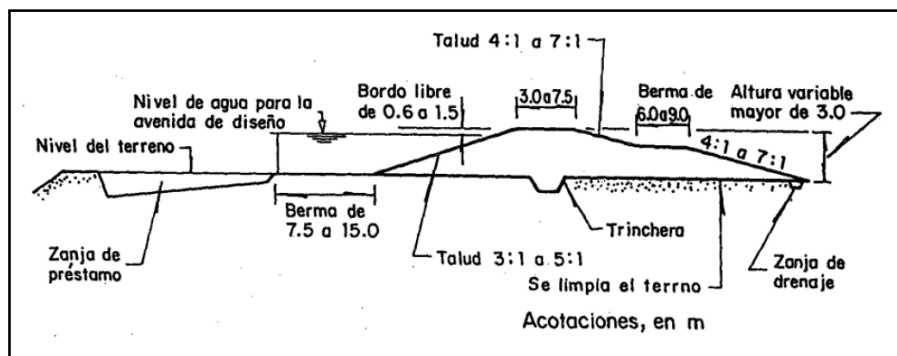 Talud 4:1 a 7:1
Nivel de agua para la
avenida de diseño
Bordo libre
de 0.6 a 1.5
3.0 a 7.5
Berma de
6.0 a 9.0
Altura variable
mayor de 3.0
Nivel del terreno
4:1 a 7:1
Berma de
7.5 a 15.0
Trinchera
Zanja de
préstamo
Talud 3:1 a 5:1
Zanja de
drenaje
Se limpia el terrno
Acotaciones, en m